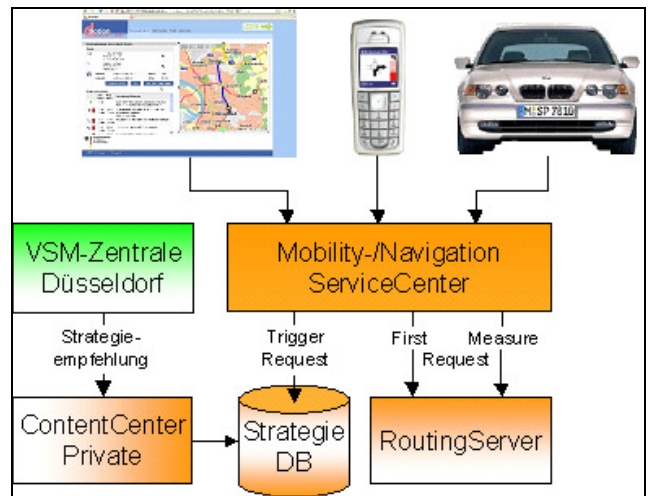 M SP 7810
VSM-Zentrale
Düsseldorf
Mobility-/Navigation
ServiceCenter
Strategie-
empfehlung
Trigger
Request
First Measure
Request
ContentCenter
Private
Strategie
DB
RoutingServer